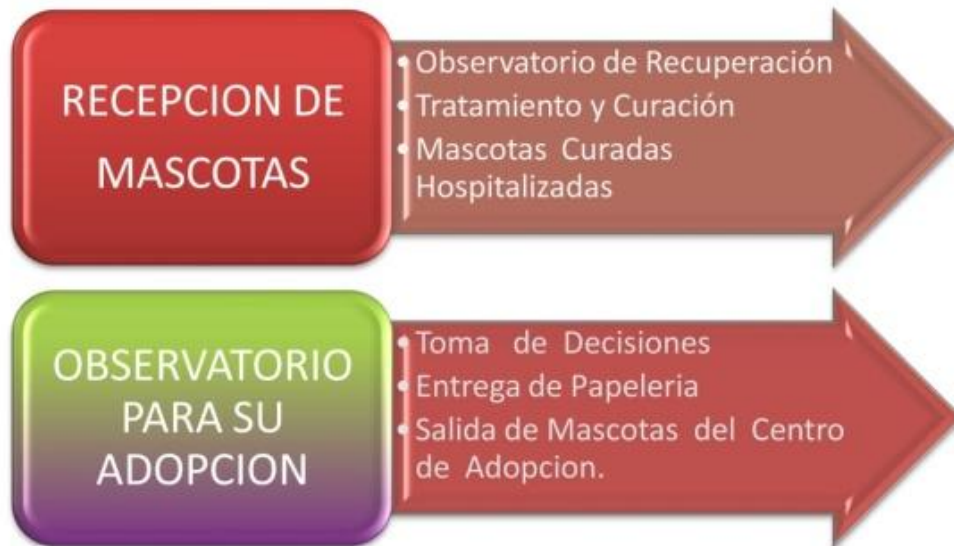 RECEPCION DE
MASCOTAS
• Observatorio de Recuperación
• Tratamiento y Curación
• Mascotas Curadas
Hospitalizadas
OBSERVATORIO
PARA SU
ADOPCION
• Toma de Decisiones
• Entrega de Papeleria
• Salida de Mascotas del Centro
de Adopcion.